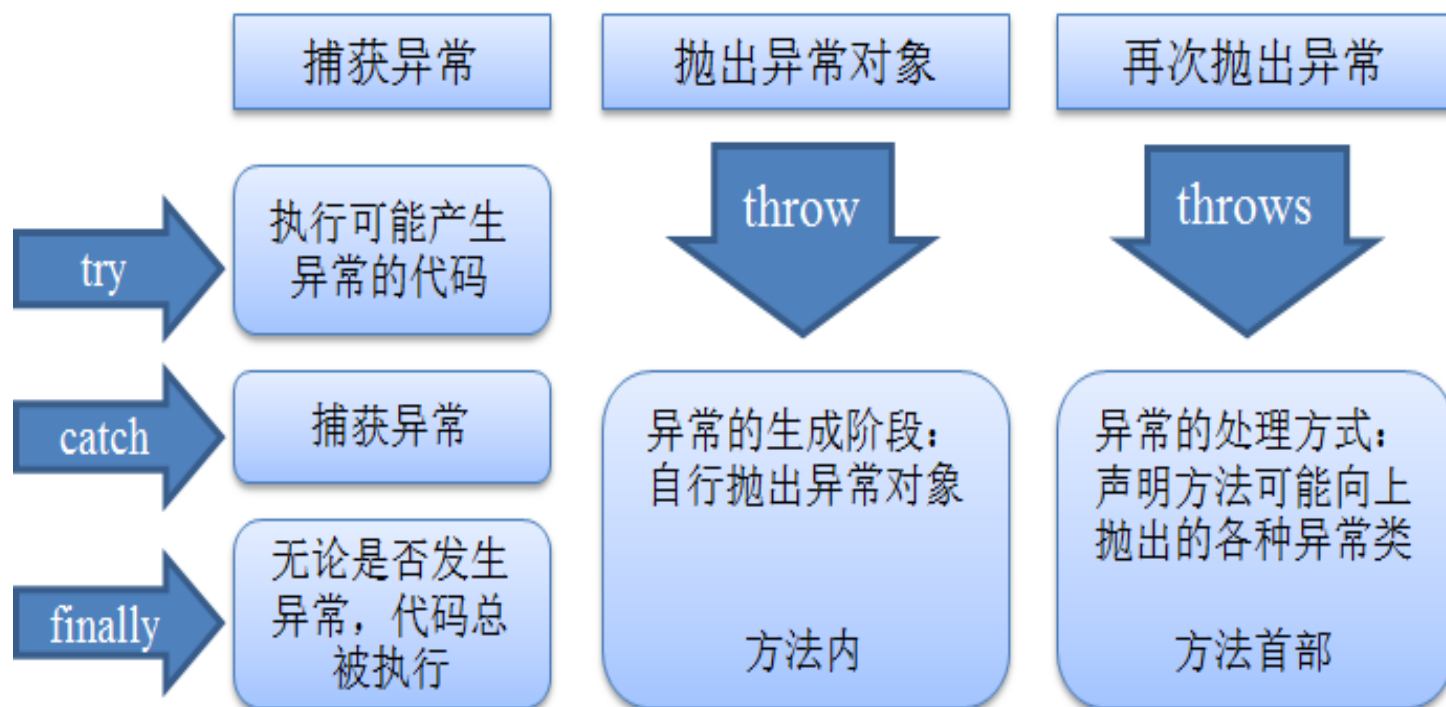 捕获异常
抛出异常对象
再次抛出异常
try
执行可能产生
异常的代码
catch
捕获异常
finally
无论是否发生
异常，代码总
被执行
throw
异常的生成阶段：
自行抛出异常对象
方法内
throws
异常的处理方式：
声明方法可能向上
抛出的各种异常类
方法首部